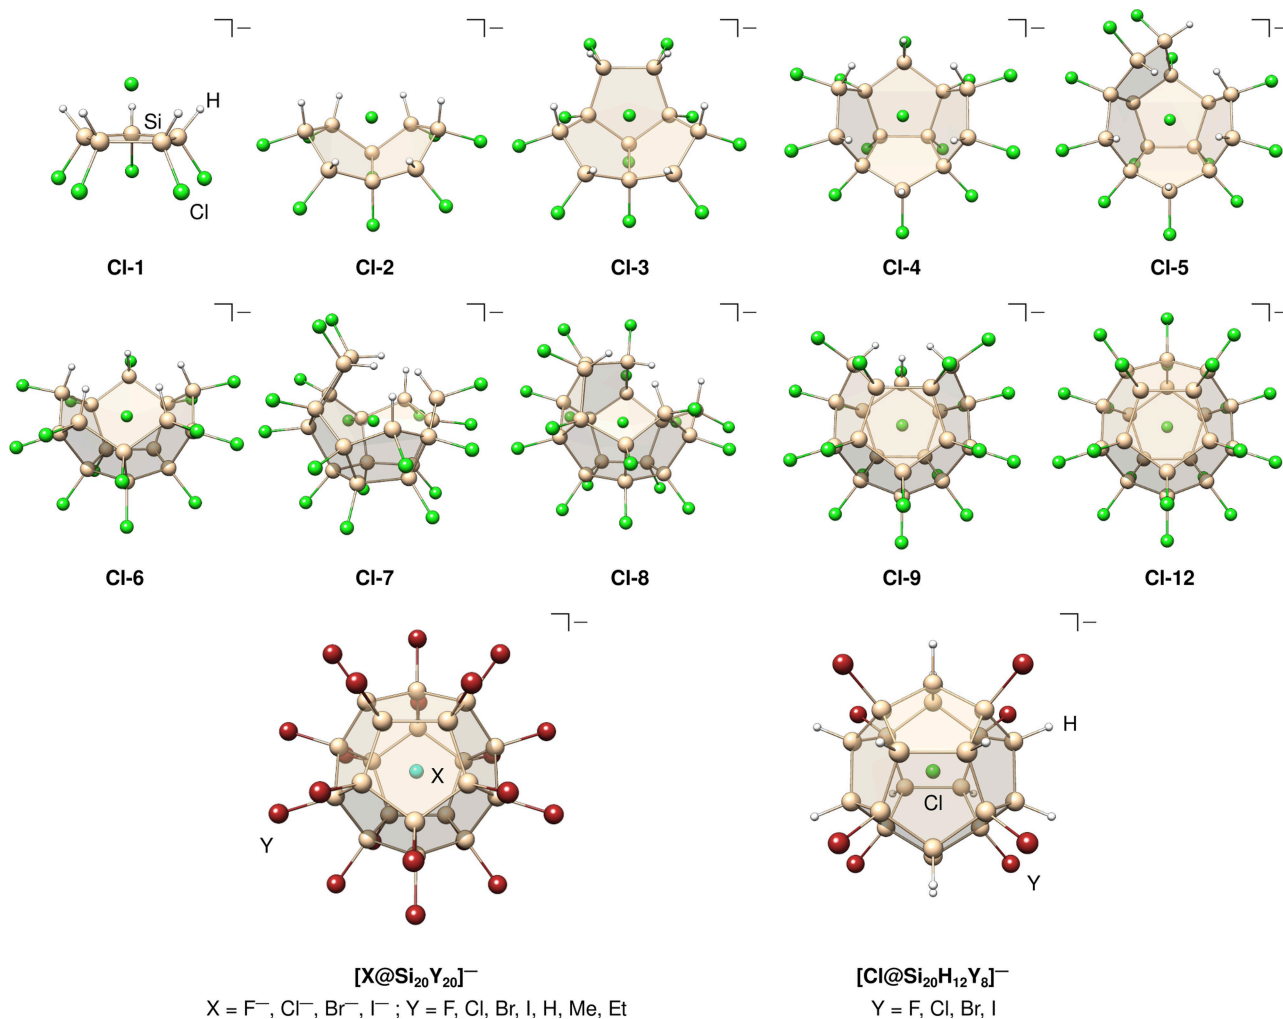 ⌝— ⌝— ⌝— ⌝— ⌝—
H
Si
Cl
Cl-1 Cl-2 Cl-3 Cl-4 Cl-5
⌝— ⌝— ⌝— ⌝— ⌝—
Cl-6 Cl-7 Cl-8 Cl-9 Cl-12
⌝— ⌝—
H
X
Cl
Y
Y
[X@Si₂₀Y₂₀]⁻ [Cl@Si₂₀H₁₂Y₈]⁻
X = F⁻, Cl⁻, Br⁻, I⁻ ; Y = F, Cl, Br, I, H, Me, Et Y = F, Cl, Br, I